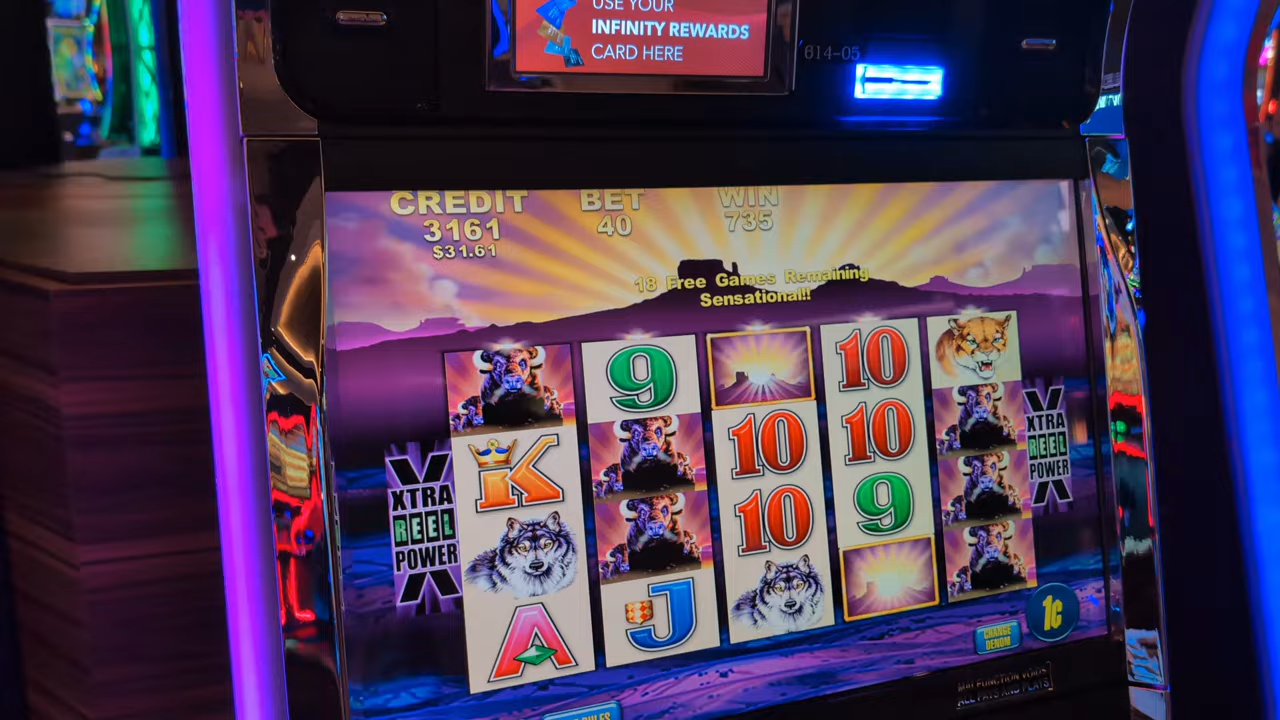 USE YOUR
INFINITY REWARDS
CARD HERE
614-05
CREDIT BET WIN
3161 40 735
$31.61
18 Free Games Remaining
Sensational!!
9
10
K
10
10
10
9
A
J
X
XTRA
REEL
POWER
X
X
XTRA
REEL
POWER
X
1¢
CHANGE
DENOM
MALFUNCTION VOIDS
ALL PAYS AND PLAYS
RULES